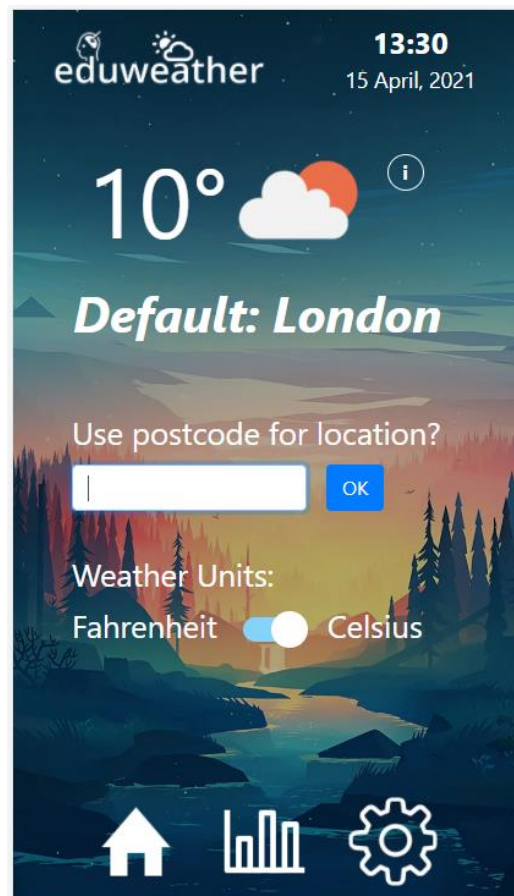 eduweather
13:30
15 April, 2021
10°
i
Default: London
Use postcode for location?
OK
Weather Units:
Fahrenheit Celsius